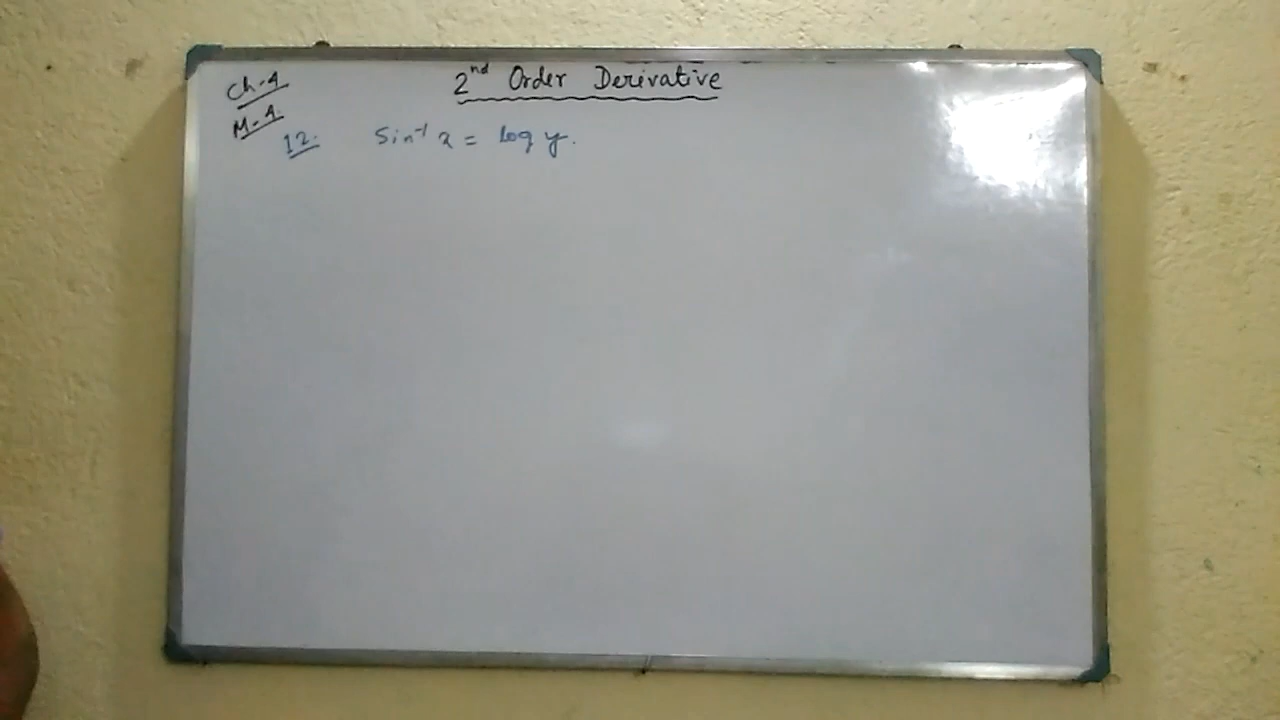 Ch-4
2nd Order Derivative
M-4.
12. Sin⁻¹ x = log y.